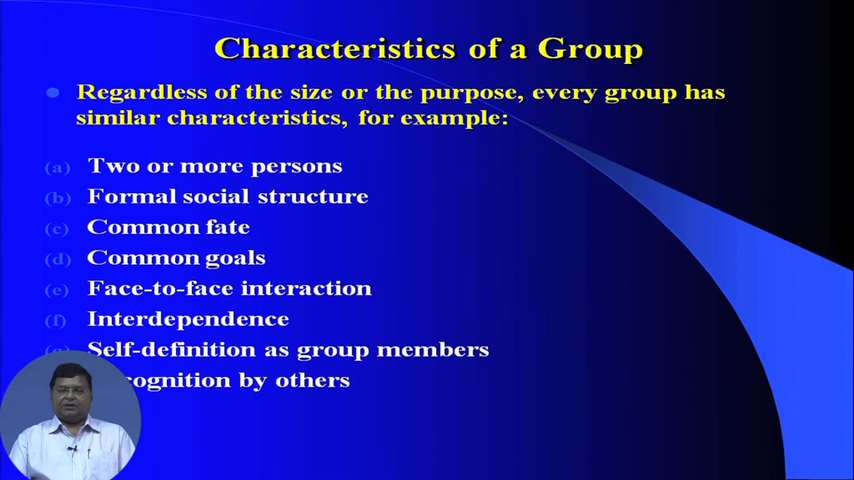 Characteristics of a Group
Regardless of the size or the purpose, every group has
similar characteristics, for example:
(a) Two or more persons
(b) Formal social structure
(c) Common fate
(d) Common goals
(e) Face-to-face interaction
(f) Interdependence
Self-definition as group members
by others